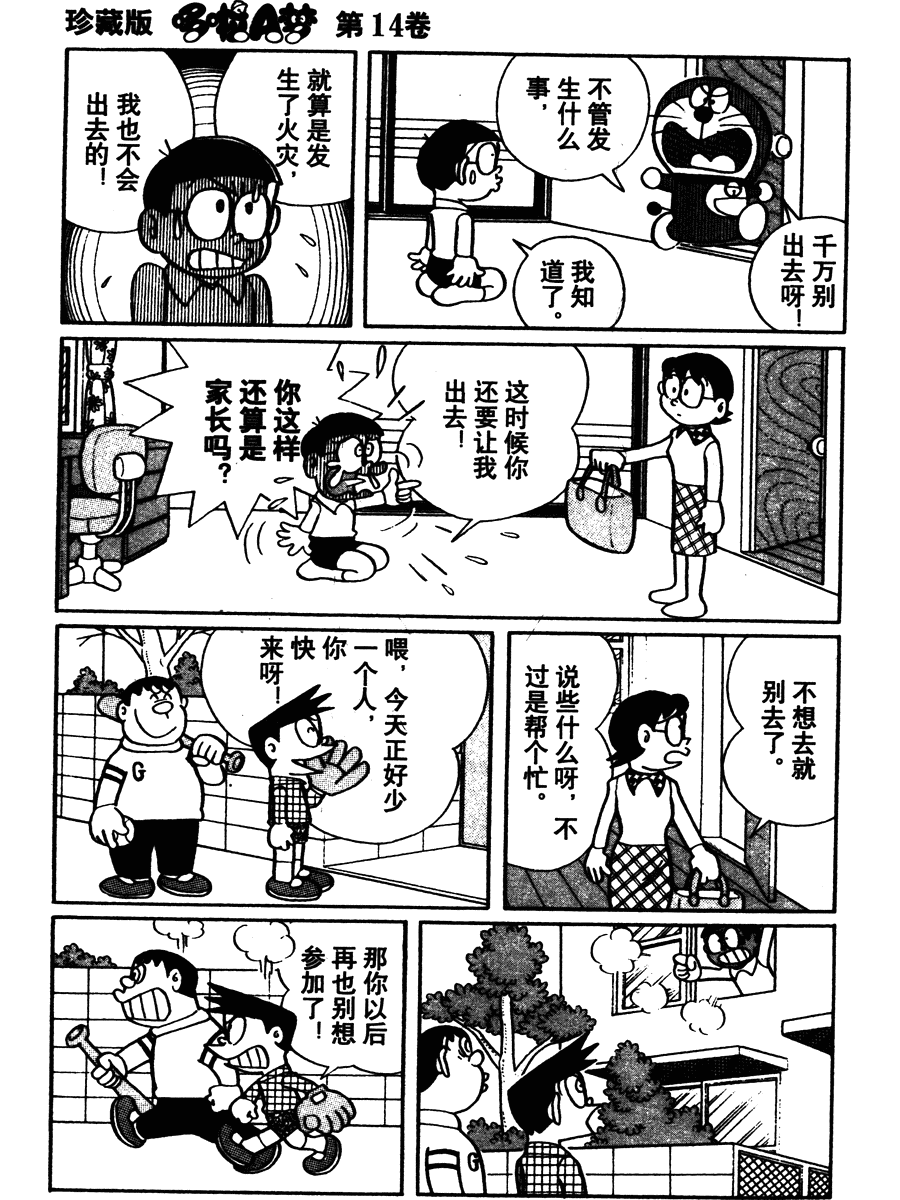 珍藏版 哆啦A梦 第14卷
不管发
生什么
事，
千万别
出去呀！
我知
道了。
就算是发
生了火灾，
我也不会
出去的！
这时候你
还要让我
出去！
你这样
还算是
家长吗？
不想去就
别去了。
说些什么呀，不
过是帮个忙。
喂，今天正好少
一个人，
你
快
来呀！
G
那你以后
再也别想
参加了！